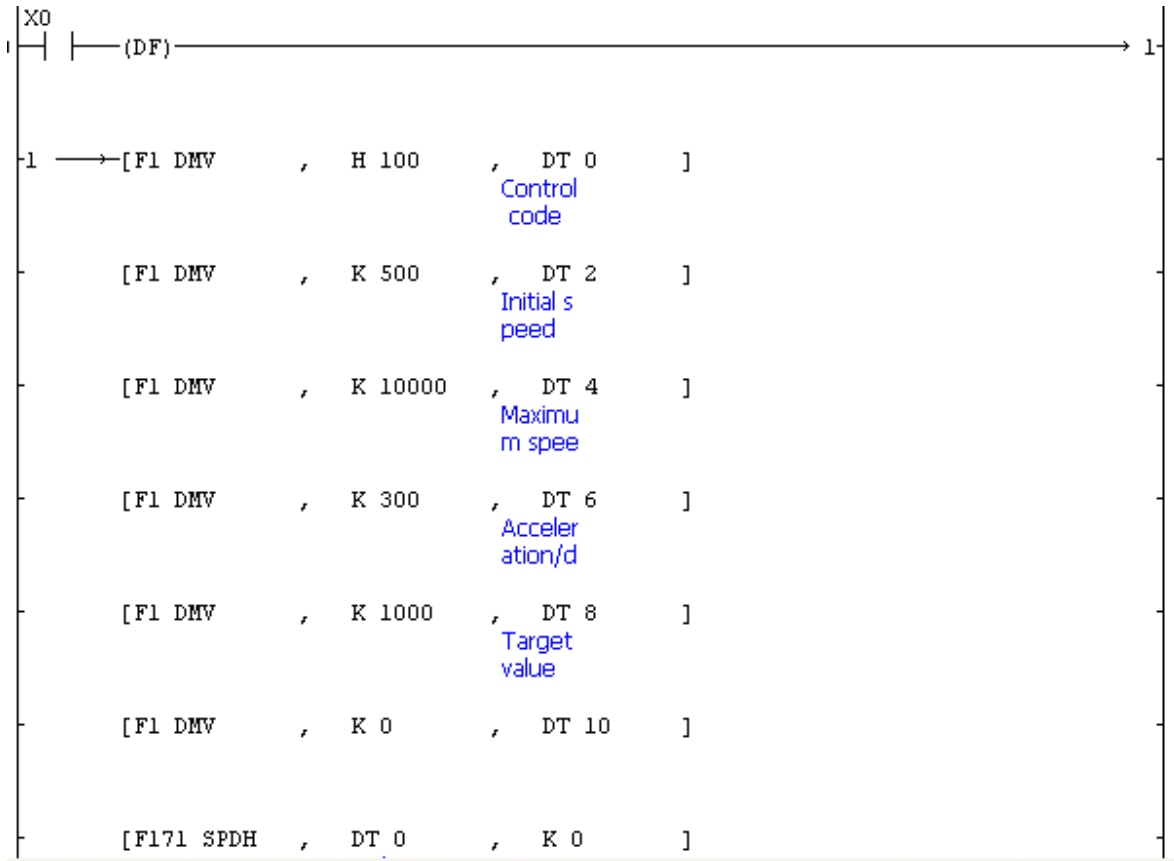 X0
(DF) 1
1 [F1 DMV , H 100 , DT 0 ]
Control
code
[F1 DMV , K 500 , DT 2 ]
Initial s
peed
[F1 DMV , K 10000 , DT 4 ]
Maximu
m spee
[F1 DMV , K 300 , DT 6 ]
Acceler
ation/d
[F1 DMV , K 1000 , DT 8 ]
Target
value
[F1 DMV , K 0 , DT 10 ]
[F171 SPDH , DT 0 , K 0 ]